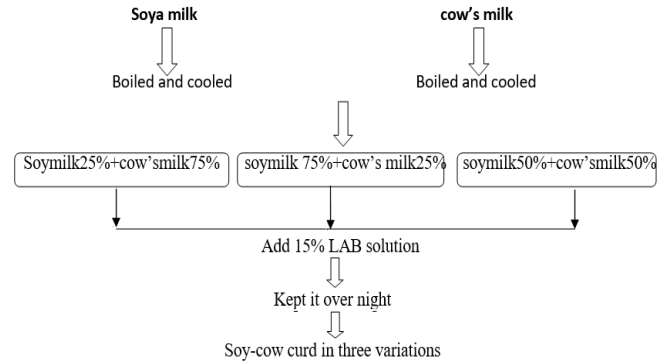 Soya milk
cow's milk
Boiled and cooled
Boiled and cooled
Soymilk25%+cow'smilk75%
soymilk 75%+cow's milk25%
soymilk50%+cow'smilk50%
Add 15% LAB solution
Kept it over night
Soy-cow curd in three variations